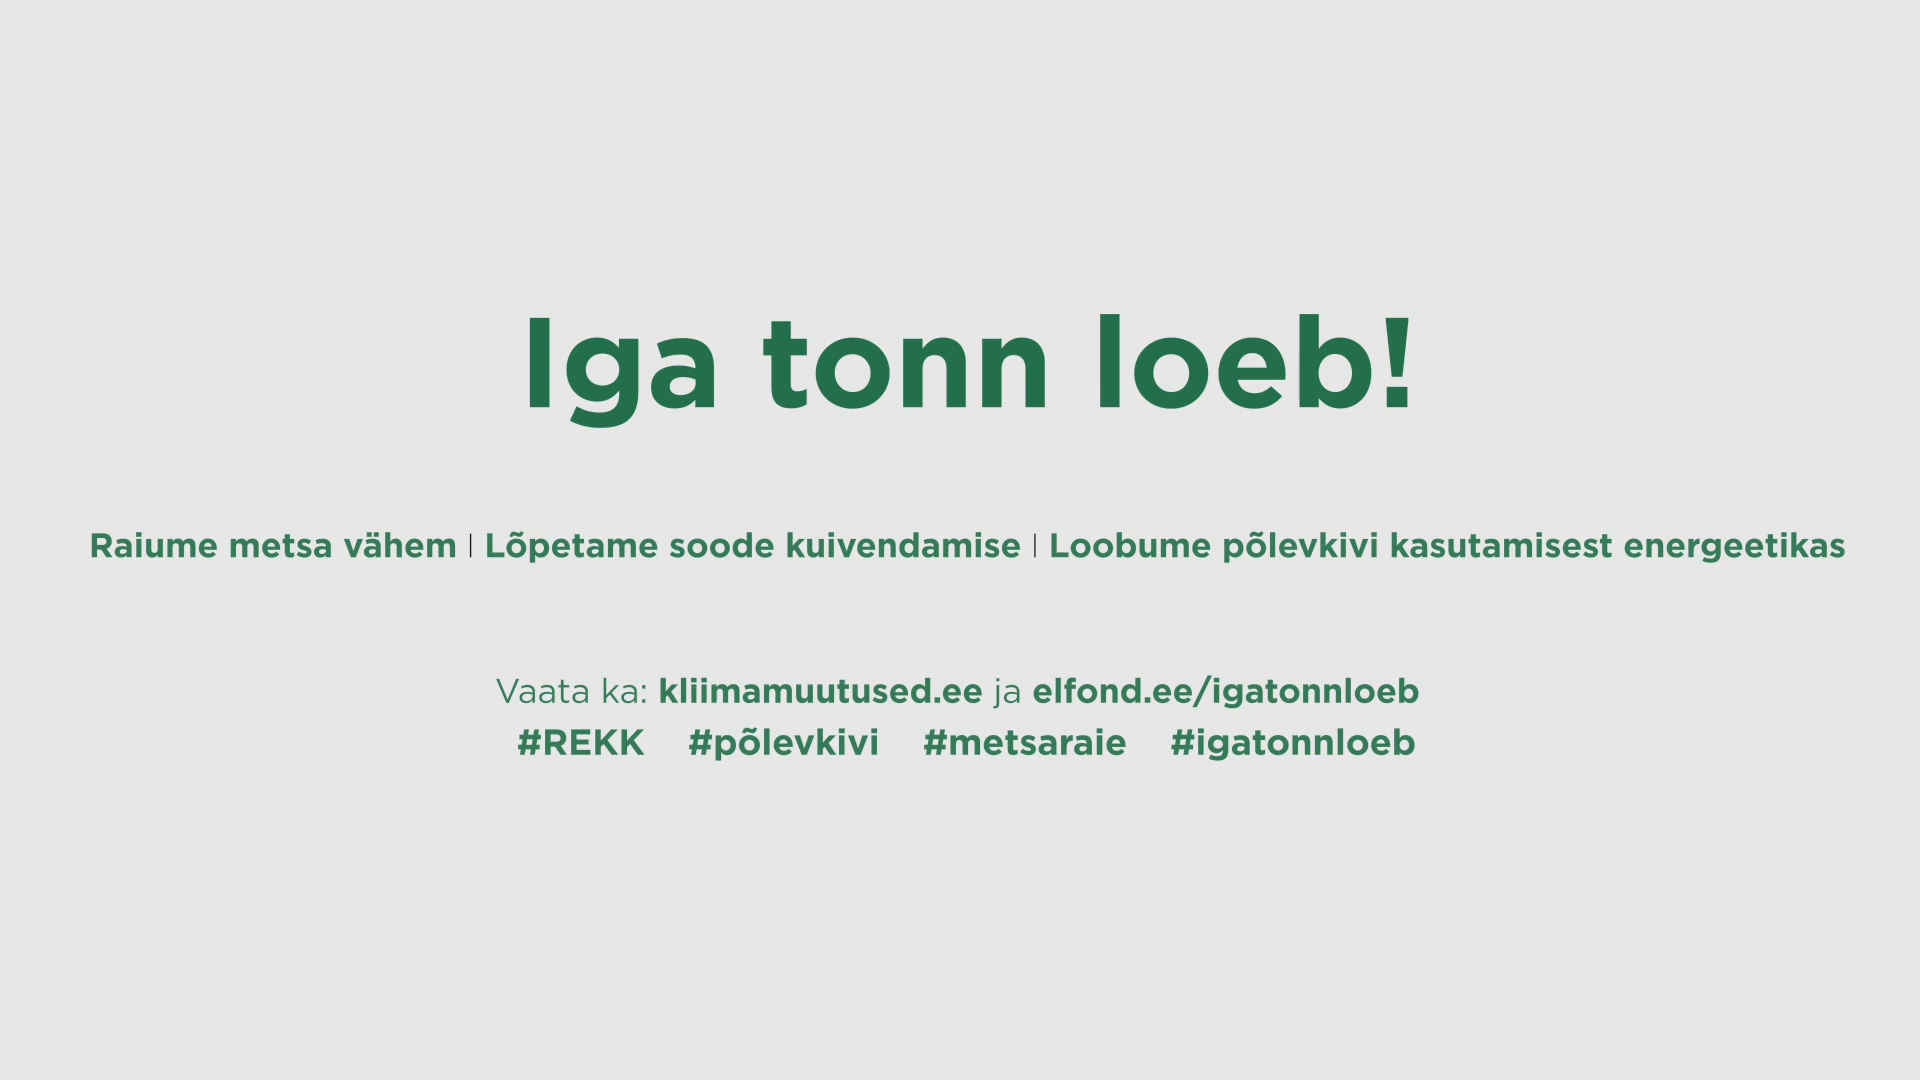 Iga tonn loeb!
Raiume metsa vähem | Lõpetame soode kuivendamise | Loobume põlevkivi kasutamisest energeetikas
Vaata ka: kliimamuutused.ee ja elfond.ee/igatonnloeb
#REKK #põlevkivi #metsaraie #igatonnloeb